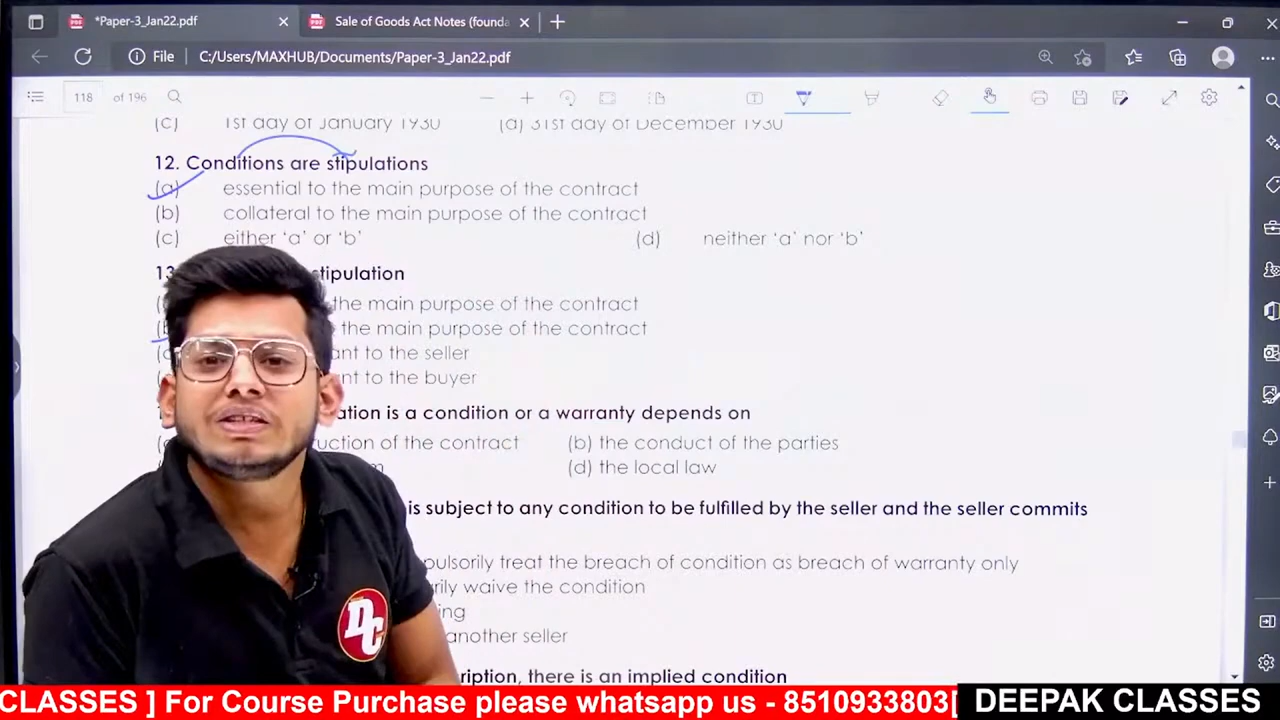 *Paper-3_Jan22.pdf
Sale of Goods Act Notes (founda
File C:/Users/MAXHUB/Documents/Paper-3_Jan22.pdf
118 of 196
(c) 1st day of January 1930 (d) 31st day of December 1930
12. Conditions are stipulations
(a) essential to the main purpose of the contract
(b) collateral to the main purpose of the contract
(c) either ‘a’ or ‘b’ (d) neither ‘a’ nor ‘b’
13 stipulation
the main purpose of the contract
the main purpose of the contract
to the seller
to the buyer
is a condition or a warranty depends on
of the contract (b) the conduct of the parties
(d) the local law
is subject to any condition to be fulfilled by the seller and the seller commits
treat the breach of condition as breach of warranty only
waive the condition
another seller
there is an implied condition
DC
CLASSES ] For Course Purchase please whatsapp us - 8510933803[ DEEPAK CLASSES